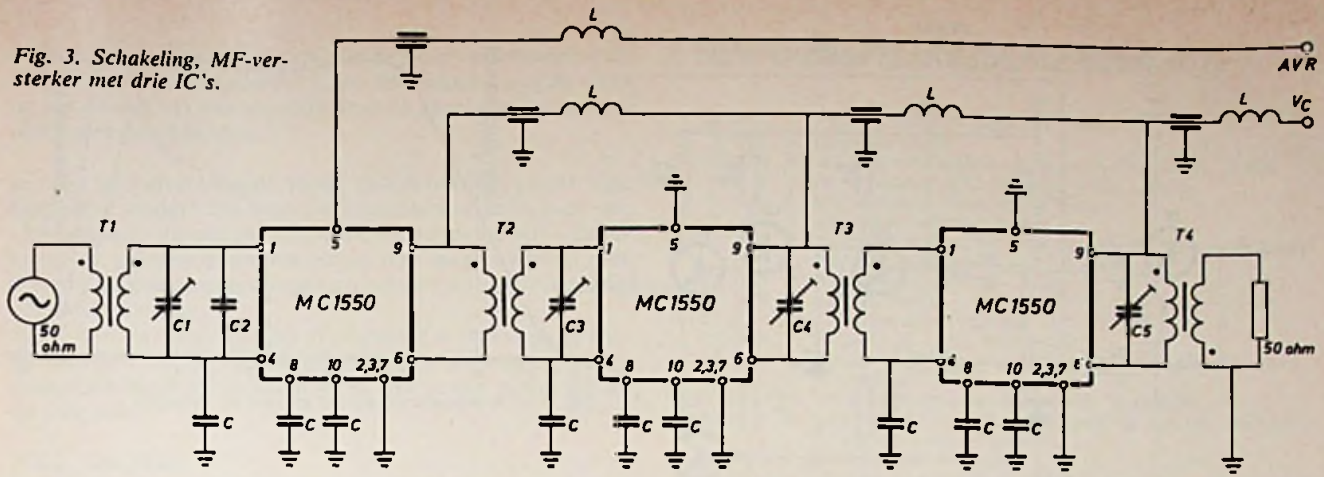 Fig. 3. Schakeling, MF-ver-
sterker met drie IC's.
L
AVR
L
L
L
VC
T1
50
ohm
C1
C2
1
5
9
MC1550
4
8
10
2,3,7
6
C
C
C
T2
C3
1
5
9
MC1550
4
8
10
2,3,7
6
C
C
C
T3
C4
1
5
9
MC1550
4
8
10
2,3,7
6
C
C
C
T4
C5
50 ohm